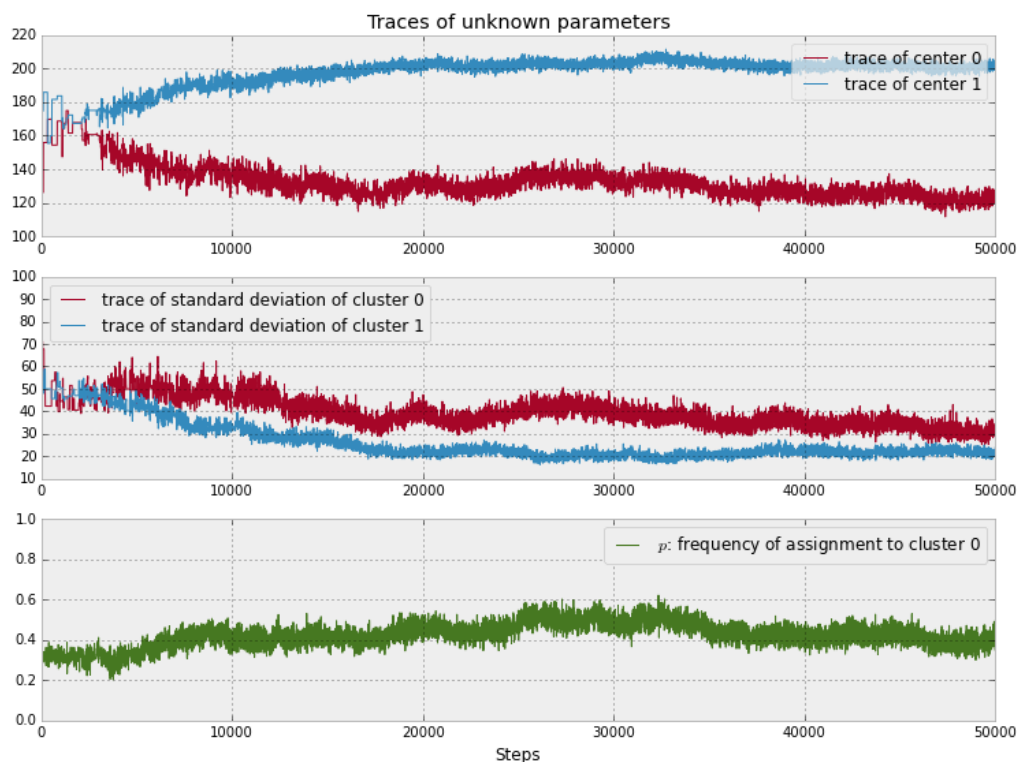 Traces of unknown parameters
220
200
180
160
140
120
100
trace of center 0
trace of center 1
0 10000 20000 30000 40000 50000
100
90
80
70
60
50
40
30
20
10
trace of standard deviation of cluster 0
trace of standard deviation of cluster 1
0 10000 20000 30000 40000 50000
1.0
0.8
0.6
0.4
0.2
0.0
p: frequency of assignment to cluster 0
0 10000 20000 30000 40000 50000
Steps